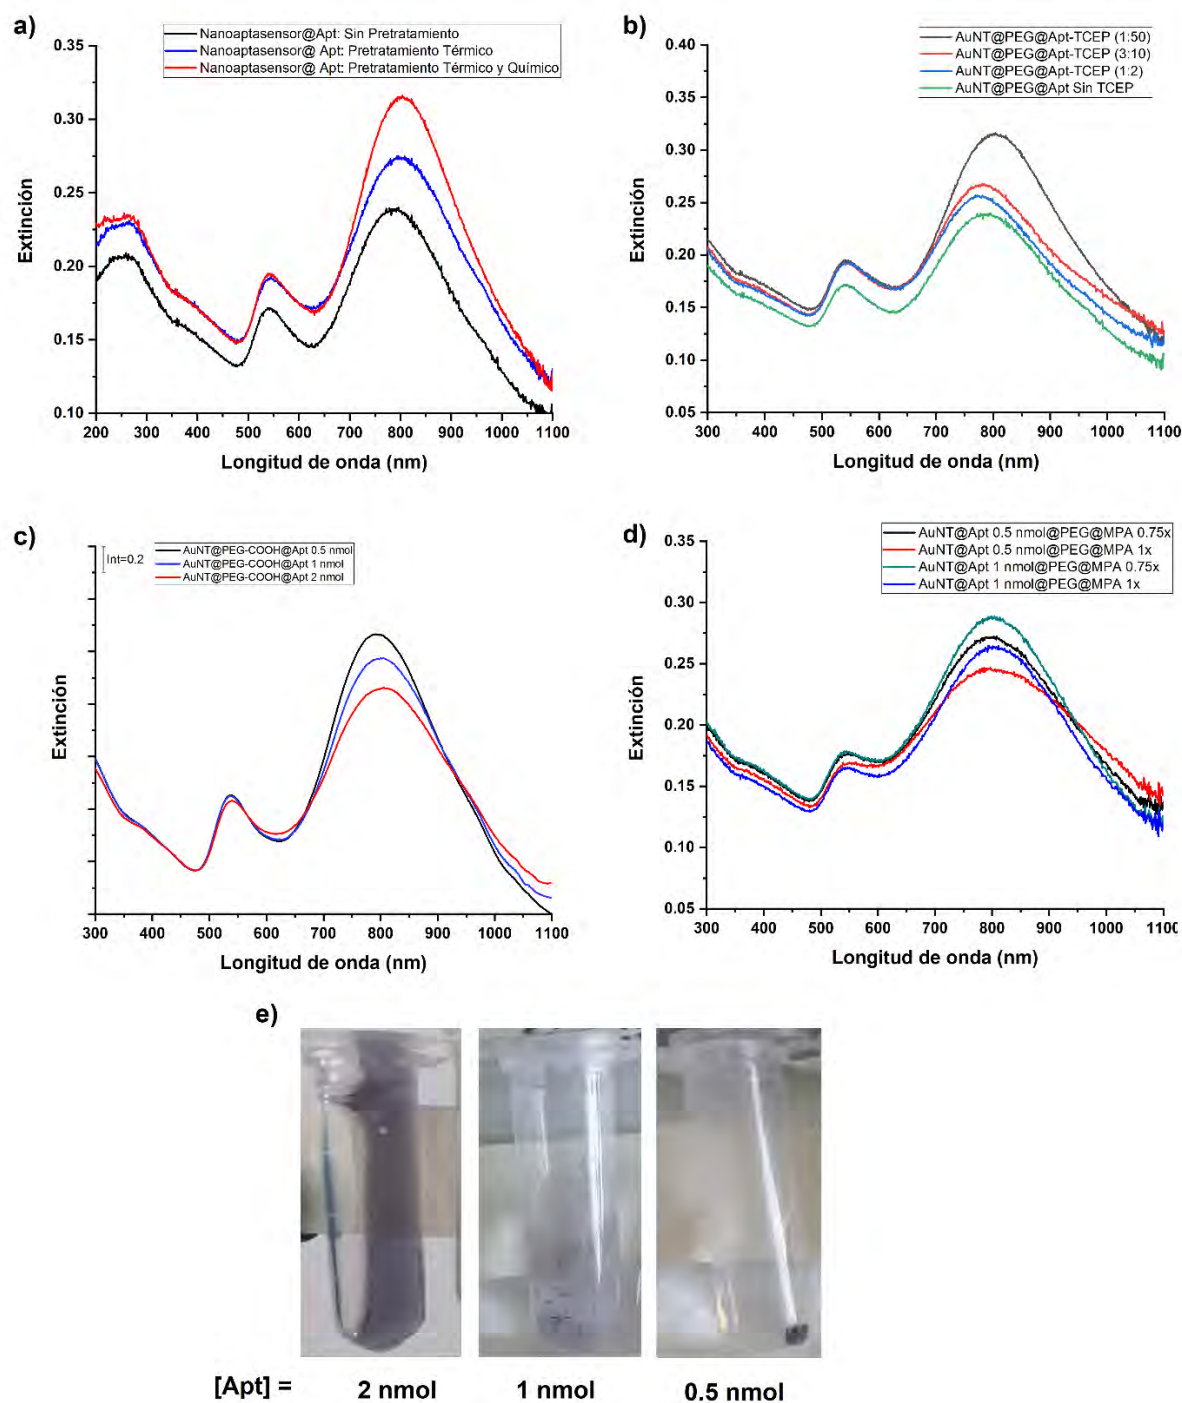 a)
Nanoaptasensor@Apt: Sin Pretratamiento
Nanoaptasensor@ Apt: Pretratamiento Térmico
Nanoaptasensor@ Apt: Pretratamiento Térmico y Químico
0.35
0.30
0.25
0.20
0.15
0.10
Extinción
200 300 400 500 600 700 800 900 1000 1100
Longitud de onda (nm)
b)
AuNT@PEG@Apt-TCEP (1:50)
AuNT@PEG@Apt-TCEP (3:10)
AuNT@PEG@Apt-TCEP (1:2)
AuNT@PEG@Apt Sin TCEP
0.40
0.35
0.30
0.25
0.20
0.15
0.10
0.05
Extinción
300 400 500 600 700 800 900 1000 1100
Longitud de onda (nm)
c)
Int=0.2
AuNT@PEG-COOH@Apt 0.5 nmol
AuNT@PEG-COOH@Apt 1 nmol
AuNT@PEG-COOH@Apt 2 nmol
Extinción
300 400 500 600 700 800 900 1000 1100
Longitud de onda (nm)
d)
AuNT@Apt 0.5 nmol@PEG@MPA 0.75x
AuNT@Apt 0.5 nmol@PEG@MPA 1x
AuNT@Apt 1 nmol@PEG@MPA 0.75x
AuNT@Apt 1 nmol@PEG@MPA 1x
0.35
0.30
0.25
0.20
0.15
0.10
0.05
Extinción
300 400 500 600 700 800 900 1000 1100
Longitud de onda (nm)
e)
[Apt] = 2 nmol 1 nmol 0.5 nmol